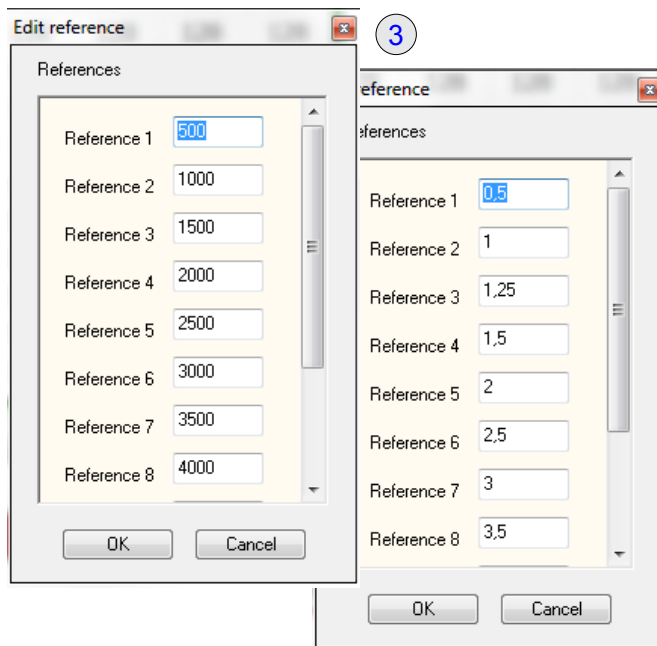 Edit reference
3
References
Reference 1 500
Reference 2 1000
Reference 3 1500
Reference 4 2000
Reference 5 2500
Reference 6 3000
Reference 7 3500
Reference 8 4000
OK Cancel
eference
eferences
Reference 1 0,5
Reference 2 1
Reference 3 1,25
Reference 4 1,5
Reference 5 2
Reference 6 2,5
Reference 7 3
Reference 8 3,5
OK Cancel